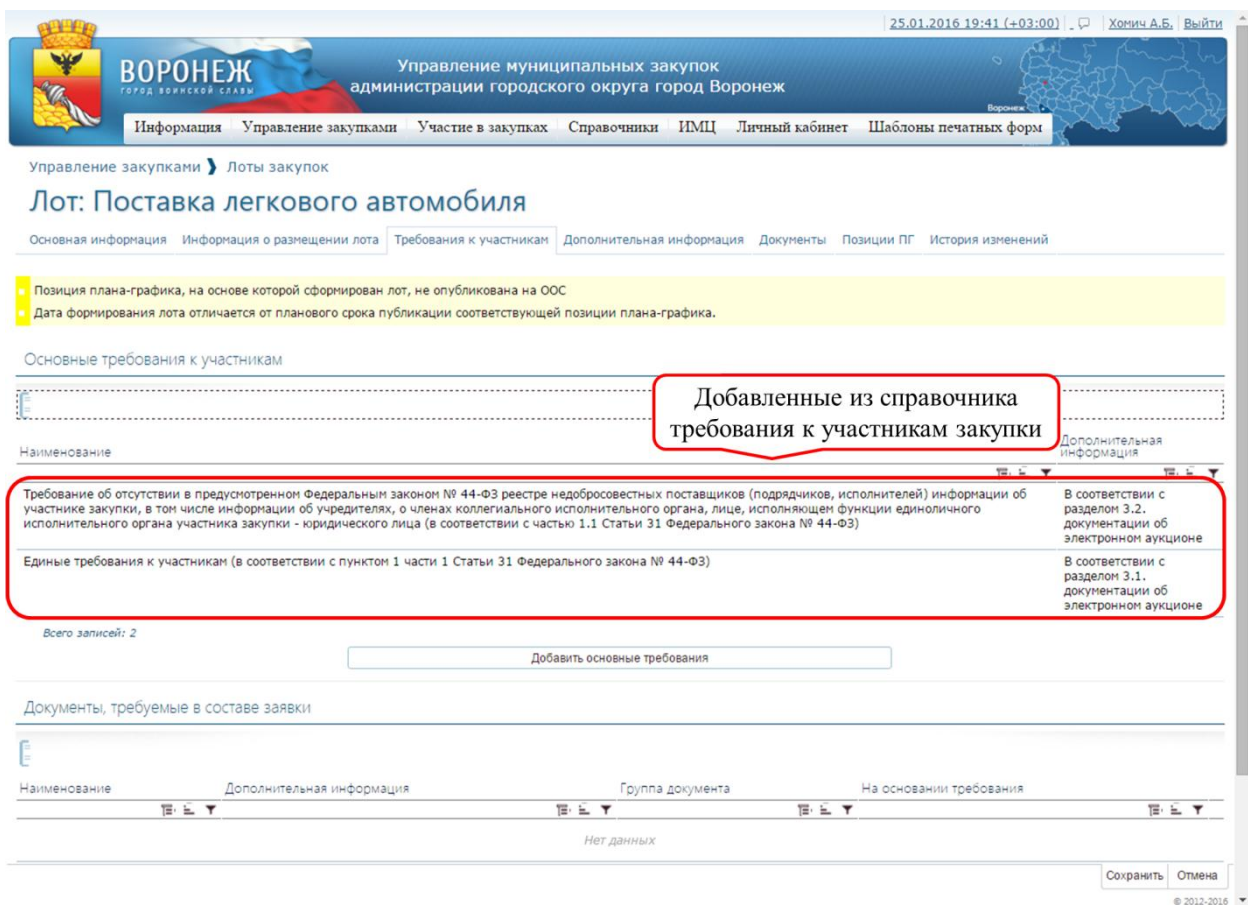 25.01.2016 19:41 (+03:00)
Хомич А.Б.
Выйти
ВОРОНЕЖ
ГОРОД ВОИНСКОЙ СЛАВЫ
Управление муниципальных закупок
администрации городского округа город Воронеж
Воронеж
Информация Управление закупками Участие в закупках Справочники ИМЦ Личный кабинет Шаблоны печатных форм
Управление закупками Лоты закупок
Лот: Поставка легкового автомобиля
Основная информация Информация о размещении лота Требования к участникам Дополнительная информация Документы Позиции ПГ История изменений
Позиция плана-графика, на основе которой сформирован лот, не опубликована на ООС
Дата формирования лота отличается от планового срока публикации соответствующей позиции плана-графика.
Основные требования к участникам
Добавленные из справочника
требования к участникам закупки
Наименование
Дополнительная
информация
Требование об отсутствии в предусмотренном Федеральным законом № 44-ФЗ реестре недобросовестных поставщиков (подрядчиков, исполнителей) информации об
участнике закупки, в том числе информации об учредителях, о членах коллегиального исполнительного органа, лице, исполняющем функции единоличного
исполнительного органа участника закупки - юридического лица (в соответствии с частью 1.1 Статьи 31 Федерального закона № 44-ФЗ)
В соответствии с
разделом 3.2.
документации об
электронном аукционе
Единые требования к участникам (в соответствии с пунктом 1 части 1 Статьи 31 Федерального закона № 44-ФЗ)
В соответствии с
разделом 3.1.
документации об
электронном аукционе
Всего записей: 2
Добавить основные требования
Документы, требуемые в составе заявки
Наименование Дополнительная информация Группа документа На основании требования
Нет данных
Сохранить Отмена
© 2012-2016